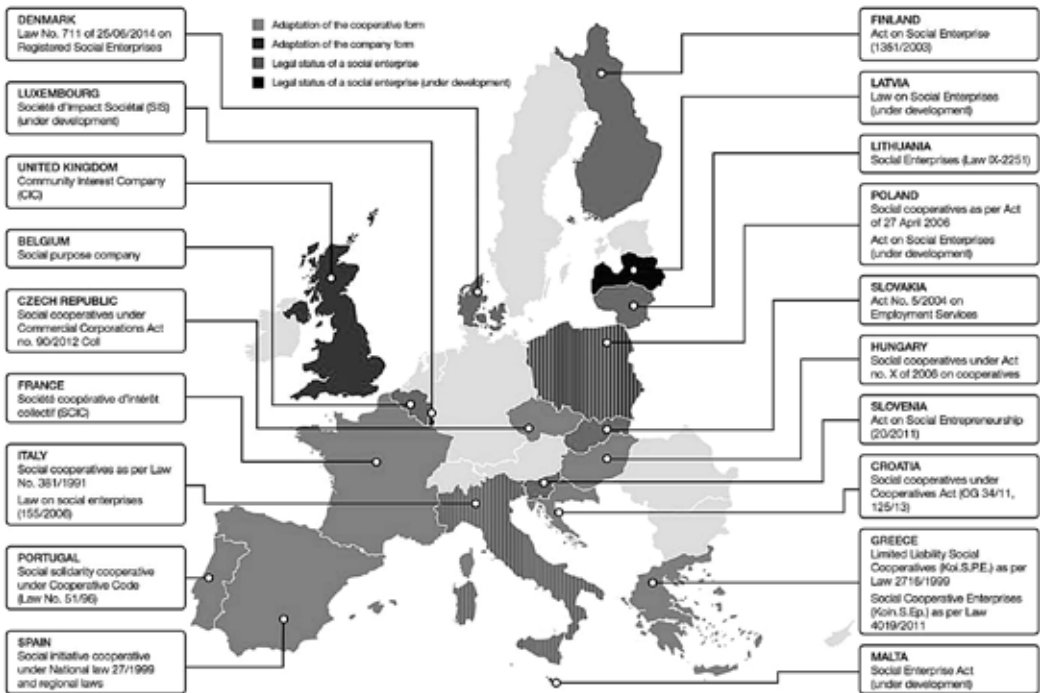 DENMARK
Law No. 711 of 25/06/2014 on
Registered Social Enterprises
LUXEMBOURG
Société d'Impact Sociétal (SIS)
(under development)
UNITED KINGDOM
Community Interest Company
(CIC)
BELGIUM
Social purpose company
CZECH REPUBLIC
Social cooperatives under
Commercial Corporations Act
no. 90/2012 Coll
FRANCE
Société coopérative d'intérêt
collectif (SCIC)
ITALY
Social cooperatives as per Law
No. 381/1991
Law on social enterprises
(155/2006)
PORTUGAL
Social solidarity cooperative
under Cooperative Code
(Law No. 51/96)
SPAIN
Social initiative cooperative
under National law 27/1999
and regional laws
Adaptation of the cooperative form
Adaptation of the company form
Legal status of a social enterprise
Legal status of a social enterprise (under development)
FINLAND
Act on Social Enterprise
(1351/2003)
LATVIA
Law on Social Enterprises
(under development)
LITHUANIA
Social Enterprises (Law IX-2251)
POLAND
Social cooperatives as per Act
of 27 April 2006
Act on Social Enterprises
(under development)
SLOVAKIA
Act No. 5/2004 on
Employment Services
HUNGARY
Social cooperatives under Act
no. X of 2006 on cooperatives
SLOVENIA
Act on Social Entrepreneurship
(20/2011)
CROATIA
Social cooperatives under
Cooperatives Act (OG 34/11,
125/13)
GREECE
Limited Liability Social
Cooperatives (Koi.S.P.E.) as per
Law 2716/1999
Social Cooperative Enterprises
(Koin.S.Ep.) as per Law
4019/2011
MALTA
Social Enterprise Act
(under development)